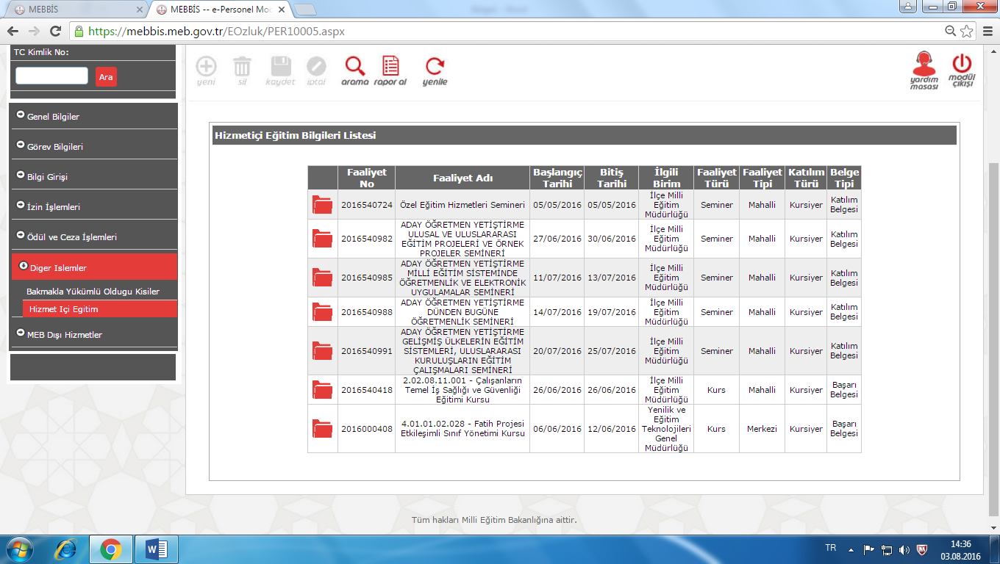 MEBBİS
MEBBİS -- e-Personel Mod
https://mebbis.meb.gov.tr/EOzluk/PER10005.aspx
TC Kimlik No:
Ara
Genel Bilgiler
Görev Bilgileri
Bilgi Girişi
İzin İşlemleri
Ödül ve Ceza İşlemleri
Diger Islemler
Bakmakla Yükümlü Oldugu Kisiler
Hizmet Içi Egitim
MEB Dışı Hizmetler
yeni
sil
kaydet
iptal
arama
rapor al
yenile
yardım
masası
modül
çıkışı
Hizmetiçi Eğitim Bilgileri Listesi
Faaliyet
No
Faaliyet Adı
Başlangıç
Tarihi
Bitiş
Tarihi
İlgili
Birim
Faaliyet
Türü
Faaliyet
Tipi
Katılım
Türü
Belge
Tipi
2016540724
Özel Eğitim Hizmetleri Semineri
05/05/2016
05/05/2016
İlçe Milli
Eğitim
Müdürlüğü
Seminer
Mahalli
Kursiyer
Katılım
Belgesi
2016540982
ADAY ÖĞRETMEN YETİŞTİRME
ULUSAL VE ULUSLARARASI
EĞİTİM PROJELERİ VE ÖRNEK
PROJELER SEMİNERİ
27/06/2016
30/06/2016
İlçe Milli
Eğitim
Müdürlüğü
Seminer
Mahalli
Kursiyer
Katılım
Belgesi
2016540985
ADAY ÖĞRETMEN YETİŞTİRME
MİLLİ EĞİTİM SİSTEMİNDE
ÖĞRETMENLİK VE ELEKTRONİK
UYGULAMALAR SEMİNERİ
11/07/2016
13/07/2016
İlçe Milli
Eğitim
Müdürlüğü
Seminer
Mahalli
Kursiyer
Katılım
Belgesi
2016540988
ADAY ÖĞRETMEN YETİŞTİRME
DÜNDEN BUGÜNE
ÖĞRETMENLİK SEMİNERİ
14/07/2016
19/07/2016
İlçe Milli
Eğitim
Müdürlüğü
Seminer
Mahalli
Kursiyer
Katılım
Belgesi
2016540991
ADAY ÖĞRETMEN YETİŞTİRME
GELİŞMİŞ ÜLKELERİN EĞİTİM
SİSTEMLERİ, ULUSLARARASI
KURULUŞLARIN EĞİTİM
ÇALIŞMALARI SEMİNERİ
20/07/2016
25/07/2016
İlçe Milli
Eğitim
Müdürlüğü
Seminer
Mahalli
Kursiyer
Katılım
Belgesi
2016540418
2.02.08.11.001 - Çalışanların
Temel İş Sağlığı ve Güvenliği
Eğitimi Kursu
26/06/2016
26/06/2016
İlçe Milli
Eğitim
Müdürlüğü
Kurs
Mahalli
Kursiyer
Başarı
Belgesi
2016000408
4.01.01.02.028 - Fatih Projesi
Etkileşimli Sınıf Yönetimi Kursu
06/06/2016
12/06/2016
Yenilik ve
Eğitim
Teknolojileri
Genel
Müdürlüğü
Kurs
Merkezi
Kursiyer
Başarı
Belgesi
Tüm hakları Milli Eğitim Bakanlığına aittir.
TR
14:36
03.08.2016